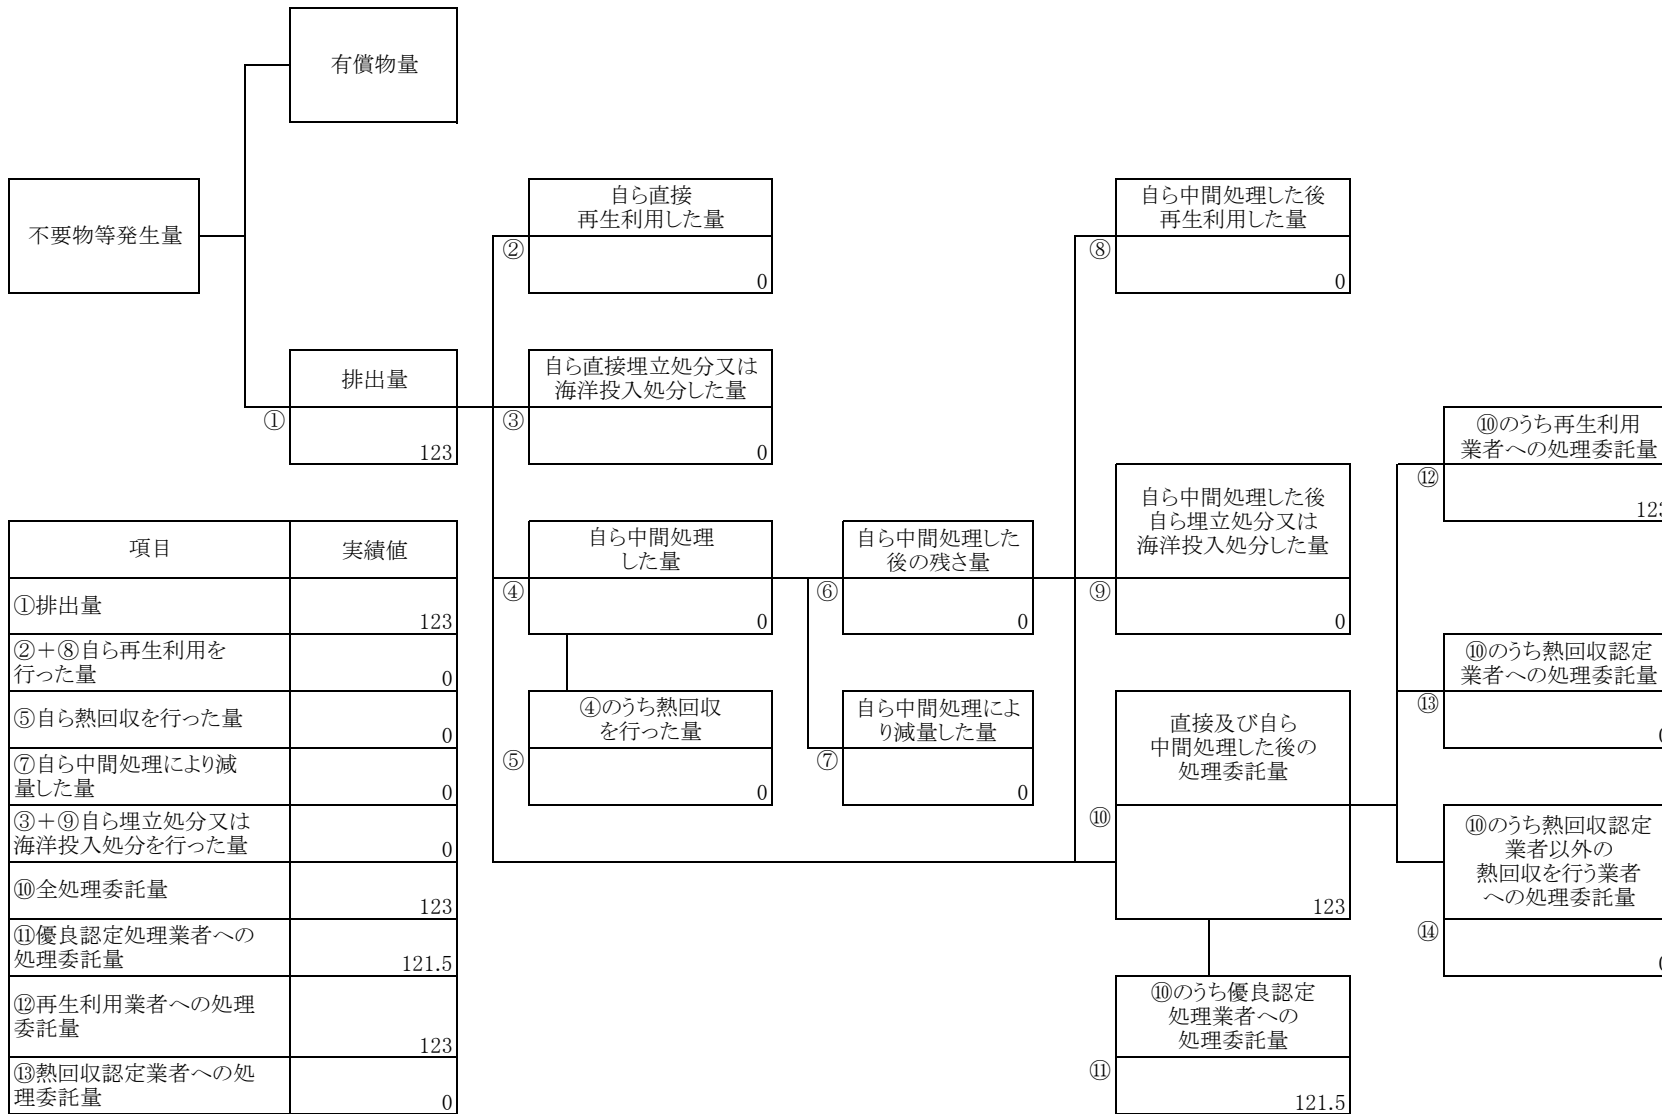 有償物量
不要物等発生量
自ら直接
再生利用した量
②
0
自ら中間処理した後
再生利用した量
⑧
0
排出量
①
123
自ら直接埋立処分又は
海洋投入処分した量
③
0
⑩のうち再生利用
業者への処理委託量
⑫
123
自ら中間処理
した量
④
0
自ら中間処理した
後の残さ量
⑥
0
自ら中間処理した後
自ら埋立処分又は
海洋投入処分した量
⑨
0
⑩のうち熱回収認定
業者への処理委託量
⑬
0
④のうち熱回収
を行った量
⑤
0
自ら中間処理によ
り減量した量
⑦
0
直接及び自ら
中間処理した後の
処理委託量
⑩
123
⑩のうち熱回収認定
業者以外の
熱回収を行う業者
への処理委託量
⑭
0
⑩のうち優良認定
処理業者への
処理委託量
⑪
121.5
項目 実績値
①排出量 123
②＋⑧自ら再生利用を
行った量 0
⑤自ら熱回収を行った量 0
⑦自ら中間処理により減
量した量 0
③＋⑨自ら埋立処分又は
海洋投入処分を行った量 0
⑩全処理委託量 123
⑪優良認定処理業者への
処理委託量 121.5
⑫再生利用業者への処理
委託量 123
⑬熱回収認定業者への処
理委託量 0